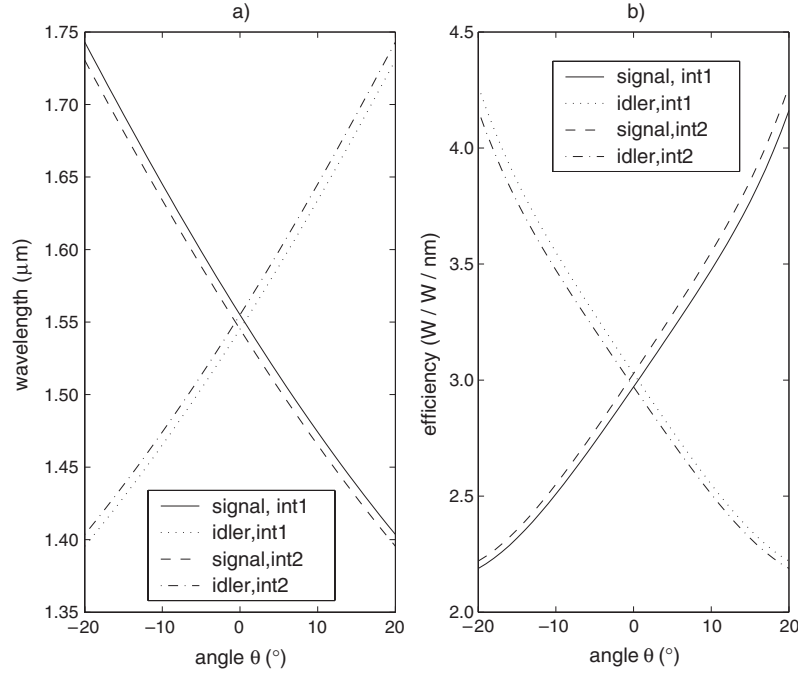 a)
1.75
1.70
1.65
1.60
1.55
1.50
1.45
1.40
1.35
wavelength (μm)
signal, int1
idler,int1
signal,int2
idler,int2
−20
−10
0
10
20
angle θ (°)
b)
4.5
4.0
3.5
3.0
2.5
2.0
efficiency (W / W / nm)
signal, int1
idler,int1
signal,int2
idler,int2
−20
−10
0
10
20
angle θ (°)